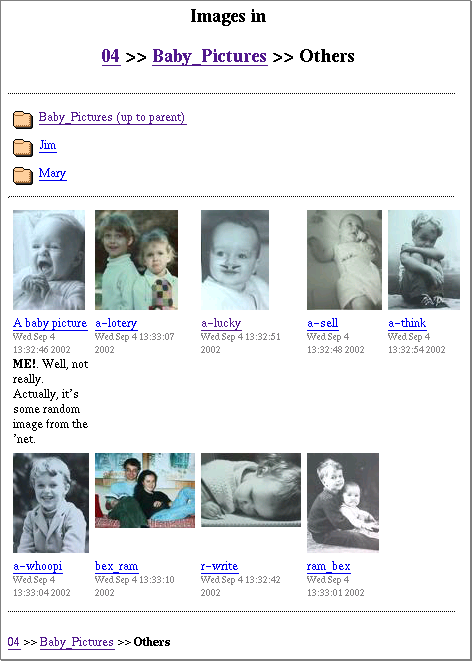 Images in
04 >> Baby_Pictures >> Others
Baby_Pictures (up to parent)
Jim
Mary
A baby picture
Wed Sep 4
13:32:46 2002
ME!. Well, not
really.
Actually, it's
some random
image from the
'net.
a-lotery
Wed Sep 4 13:33:07
2002
a-lucky
Wed Sep 4 13:32:51
2002
a-sell
Wed Sep 4
13:32:48 2002
a-think
Wed Sep 4
13:32:54 2002
a-whoopi
Wed Sep 4
13:33:04 2002
bex_ram
Wed Sep 4 13:33:10
2002
r-write
Wed Sep 4 13:32:42
2002
ram_bex
Wed Sep 4
13:33:01 2002
04 >> Baby_Pictures >> Others